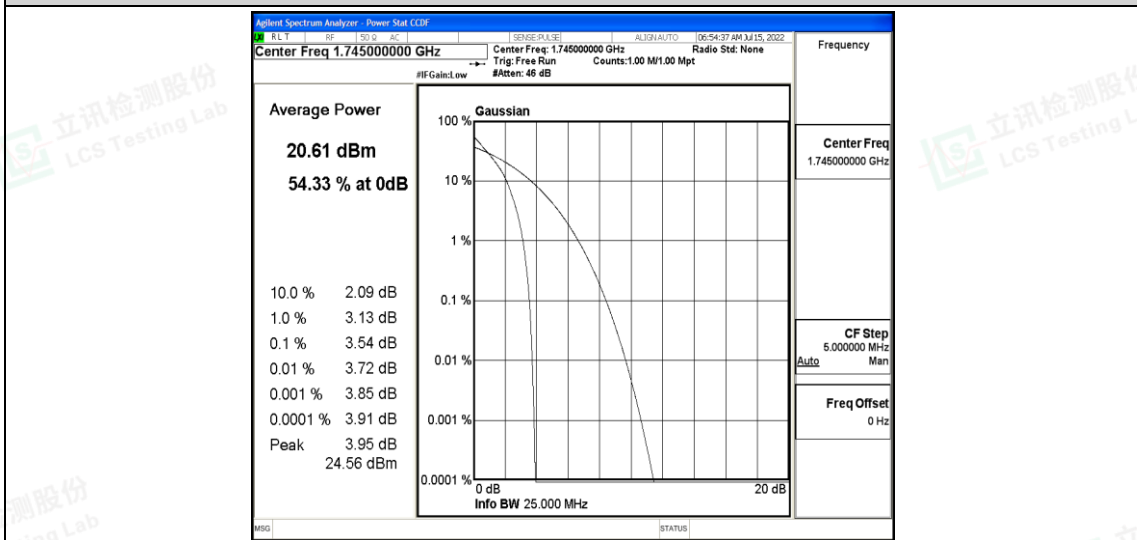 Agilent Spectrum Analyzer - Power Stat CCDF
LXI RL T RF 50 Ω AC SENSE:PULSE ALIGN AUTO 06:54:37 AM Jul 15, 2022
Center Freq 1.745000000 GHz
Center Freq: 1.745000000 GHz Radio Std: None
Trig: Free Run Counts:1.00 M/1.00 Mpt
#IFGain:Low #Atten: 46 dB
Frequency
Average Power
20.61 dBm
54.33 % at 0dB
10.0 % 2.09 dB
1.0 % 3.13 dB
0.1 % 3.54 dB
0.01 % 3.72 dB
0.001 % 3.85 dB
0.0001 % 3.91 dB
Peak 3.95 dB
24.56 dBm
Gaussian
100 %
10 %
1 %
0.1 %
0.01 %
0.001 %
0.0001 %
0 dB 20 dB
Info BW 25.000 MHz
Center Freq
1.745000000 GHz
CF Step
5.000000 MHz
Auto Man
Freq Offset
0 Hz
MSG STATUS
立讯检测股份
LCS Testing Lab
立讯检测股份
LCS Testing L
测股份
ing Lab
立